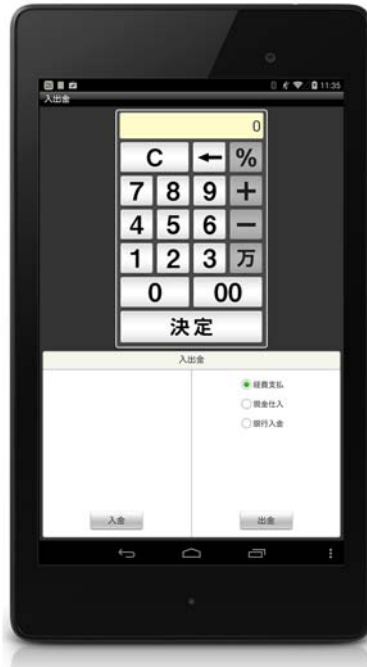 11:35
入出金
0
C ← %
7 8 9 +
4 5 6 −
1 2 3 万
0 00
決定
入出金
経費支払
現金仕入
銀行入金
入金
出金